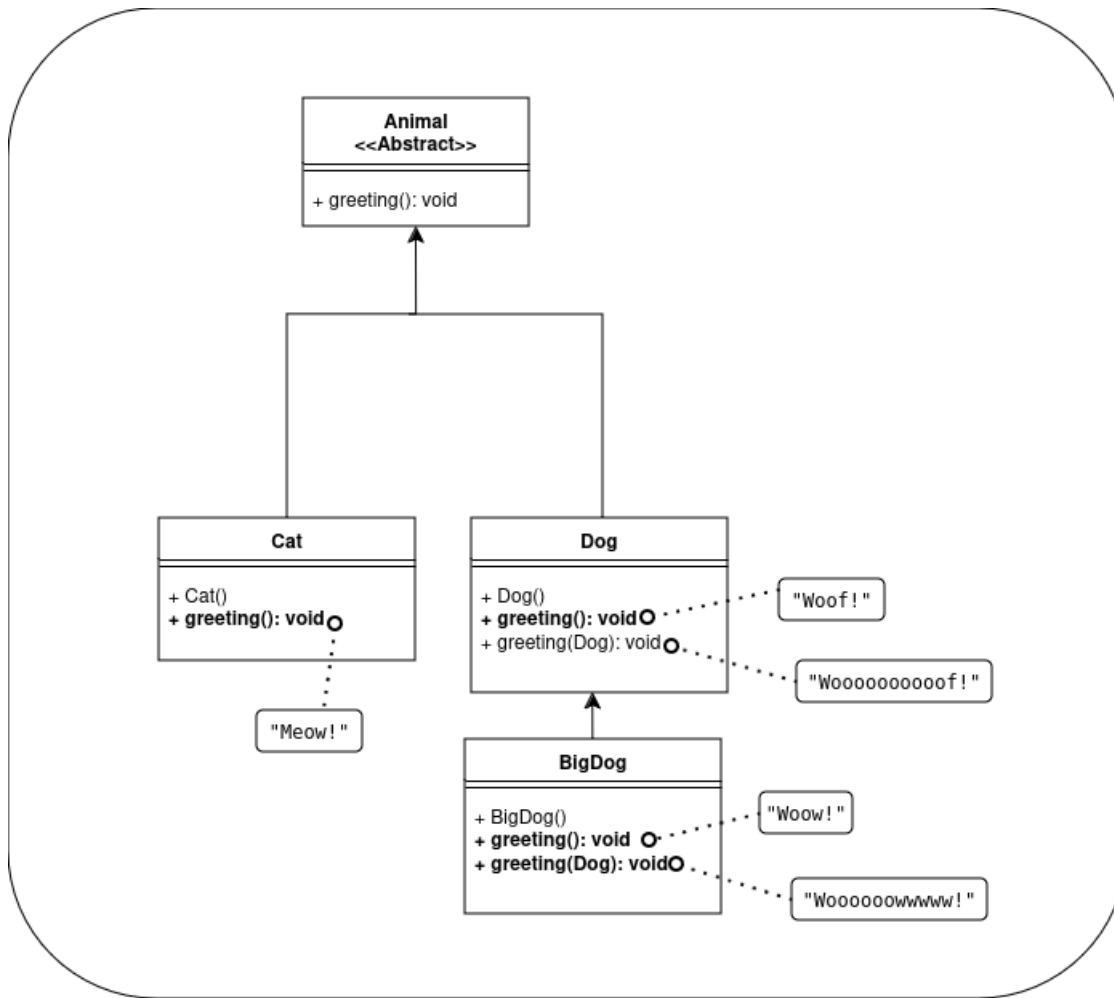 Animal
<<Abstract>>
+ greeting(): void
Cat
+ Cat()
+ greeting(): void
"Meow!"
Dog
+ Dog()
+ greeting(): void
+ greeting(Dog): void
"Woof!"
"Woooooooooof!"
BigDog
+ BigDog()
+ greeting(): void
+ greeting(Dog): void
"Woow!"
"Woooooowwwww!"